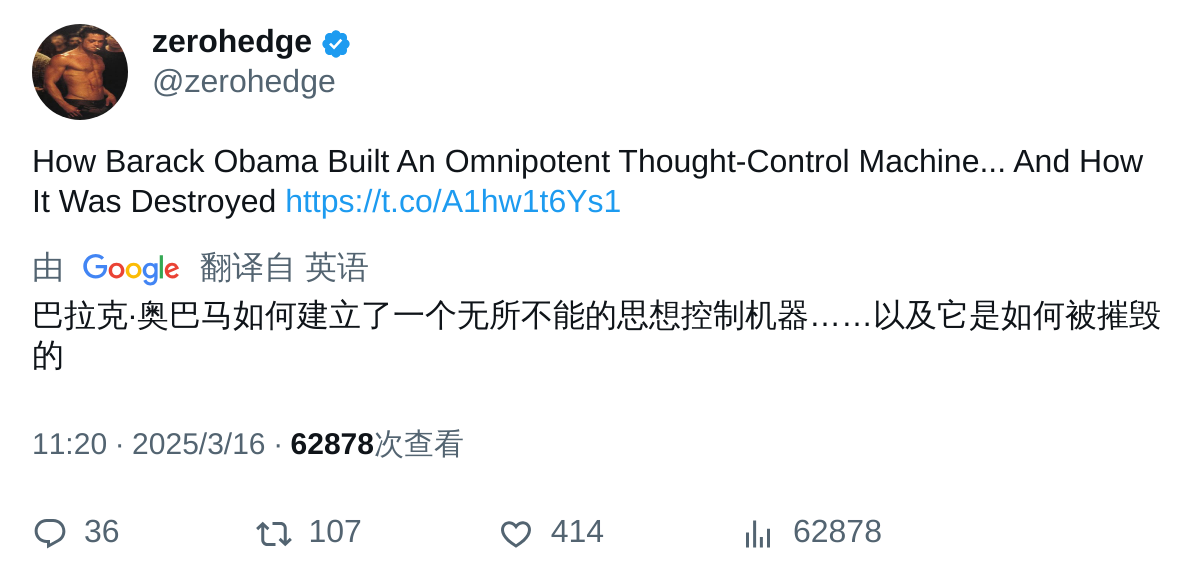 zerohedge
@zerohedge
How Barack Obama Built An Omnipotent Thought-Control Machine... And How
It Was Destroyed https://t.co/A1hw1t6Ys1
由 Google 翻译自 英语
巴拉克·奥巴马如何建立了一个无所不能的思想控制机器……以及它是如何被摧毁
的
11:20 · 2025/3/16 · 62878次查看
36 107 414 62878